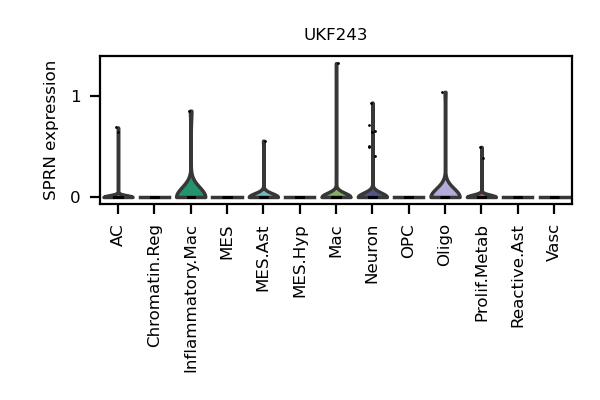 UKF243
SPRN expression
1
0
AC
Chromatin.Reg
Inflammatory.Mac
MES
MES.Ast
MES.Hyp
Mac
Neuron
OPC
Oligo
Prolif.Metab
Reactive.Ast
Vasc